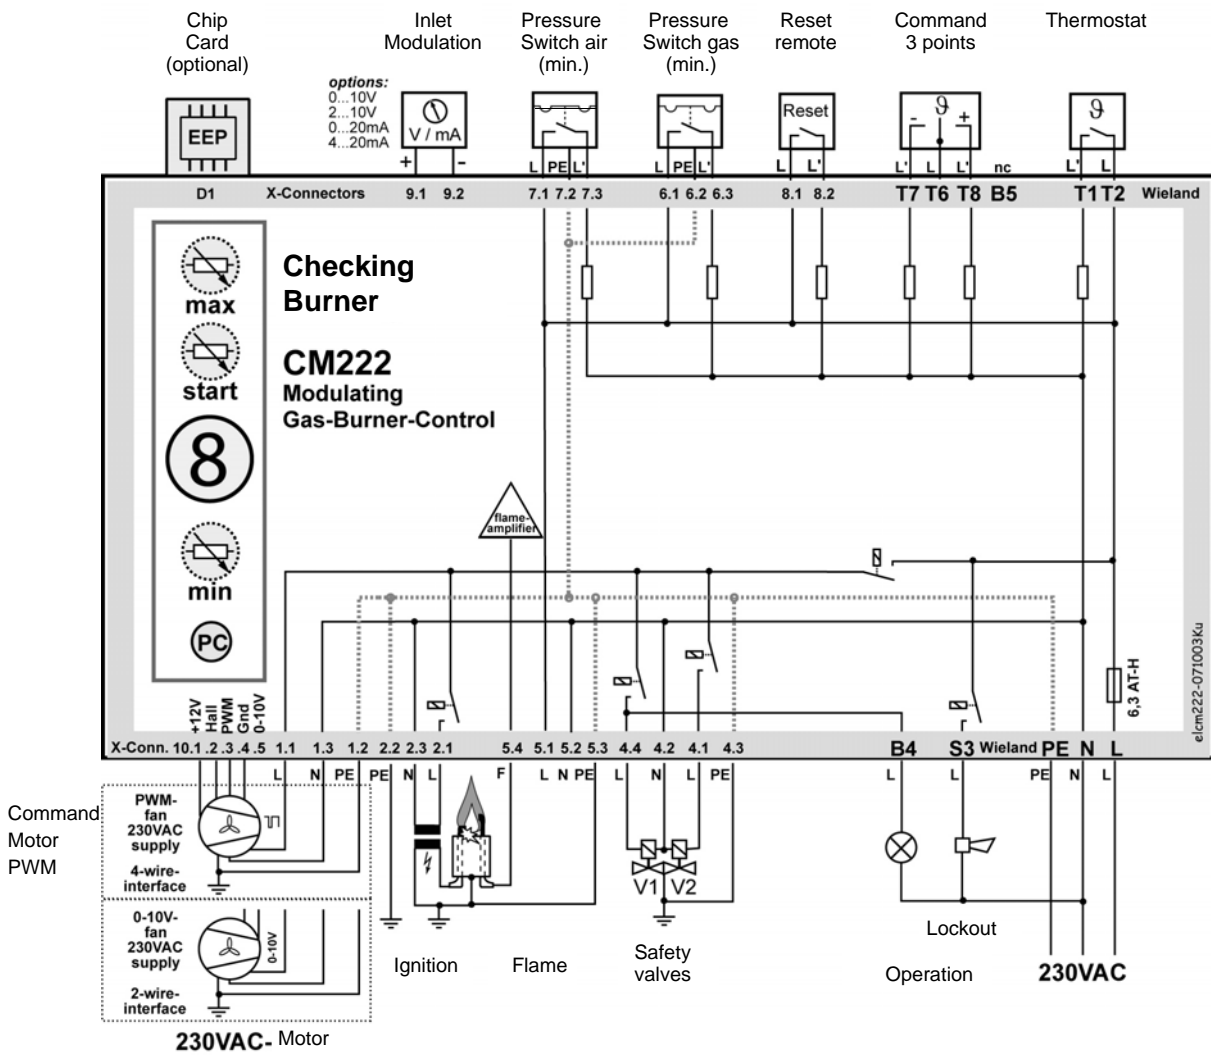 Chip
Card
(optional)
Inlet
Modulation
Pressure
Switch air
(min.)
Pressure
Switch gas
(min.)
Reset
remote
Command
3 points
Thermostat
options:
0...10V
2...10V
0...20mA
4...20mA
EEP
V / mA
+ -
Reset
ϑ
- +
ϑ
L PE L'
L PE L'
L L'
L' L L'
nc
L' L
D1
X-Connectors
9.1 9.2
7.1 7.2 7.3
6.1 6.2 6.3
8.1 8.2
T7 T6 T8 B5
T1 T2
Wieland
max
start
8
min
PC
Checking
Burner
CM222
Modulating
Gas-Burner-Control
flame-
amplifier
6,3 AT-H
elcm222-071003Ku
+12V
Hall
PWM
Gnd
0-10V
X-Conn. 10.1 .2 .3 .4 .5 1.1 1.3 1.2 2.2 2.3 2.1 5.4 5.1 5.2 5.3 4.4 4.2 4.1 4.3 B4 S3 Wieland PE N L
L N PE PE N L F L N PE L N L PE L L PE N L
Command
Motor
PWM
PWM-
fan
230VAC
supply
4-wire-
interface
0-10V-
fan
230VAC
supply
2-wire-
interface
0-10V
230VAC- Motor
Ignition
Flame
V1 V2
Safety
valves
Operation
Lockout
230VAC